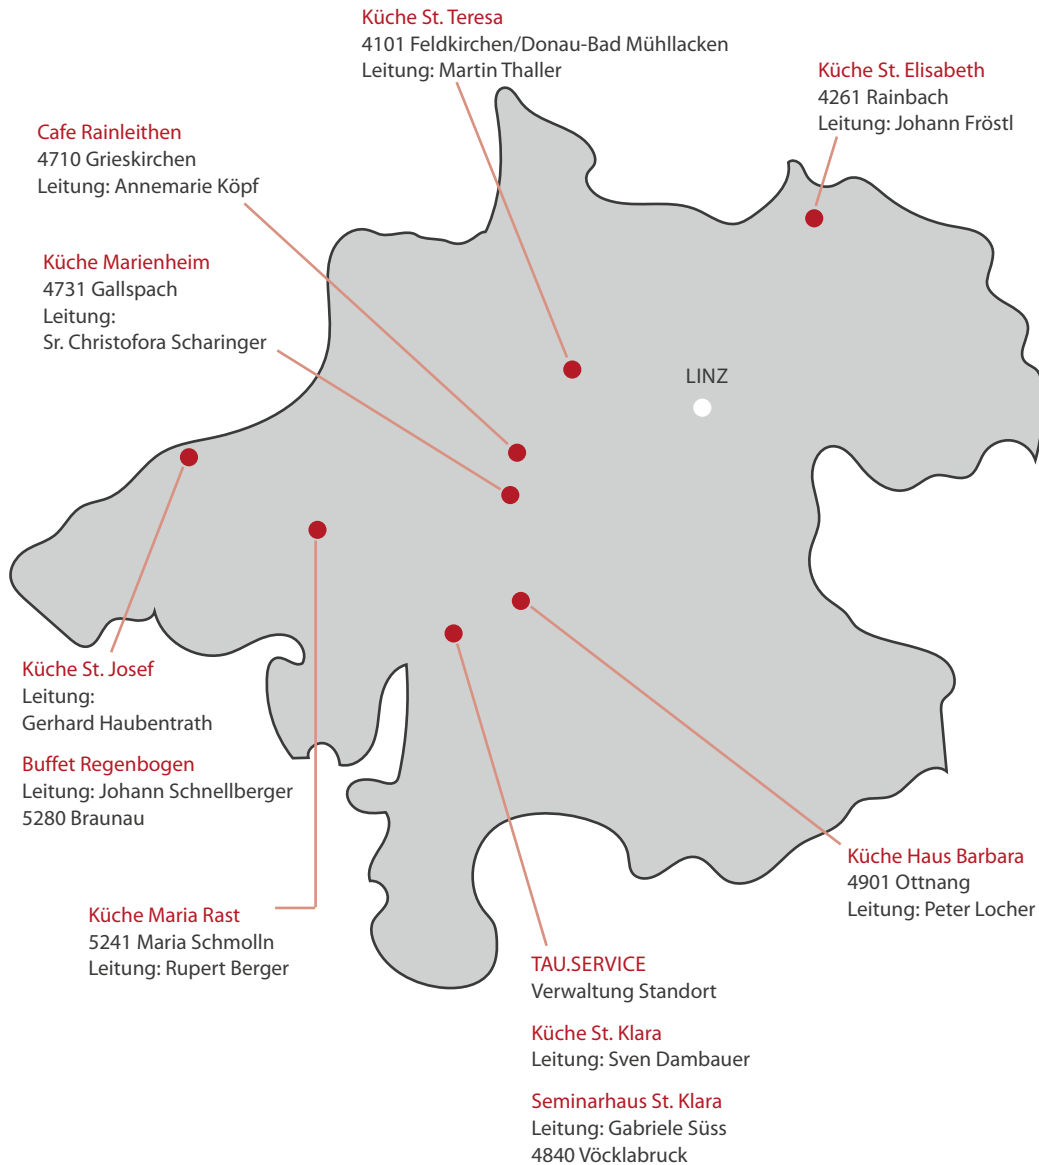 Küche St. Teresa
4101 Feldkirchen/Donau-Bad Mühllacken
Leitung: Martin Thaller
Küche St. Elisabeth
4261 Rainbach
Leitung: Johann Fröstl
Cafe Rainleithen
4710 Grieskirchen
Leitung: Annemarie Köpf
Küche Marienheim
4731 Gallspach
Leitung:
Sr. Christofora Scharinger
LINZ
Küche St. Josef
Leitung:
Gerhard Haubentrath
Buffet Regenbogen
Leitung: Johann Schnellberger
5280 Braunau
Küche Haus Barbara
4901 Ottnang
Leitung: Peter Locher
Küche Maria Rast
5241 Maria Schmolln
Leitung: Rupert Berger
TAU.SERVICE
Verwaltung Standort
Küche St. Klara
Leitung: Sven Dambauer
Seminarhaus St. Klara
Leitung: Gabriele Süss
4840 Vöcklabruck